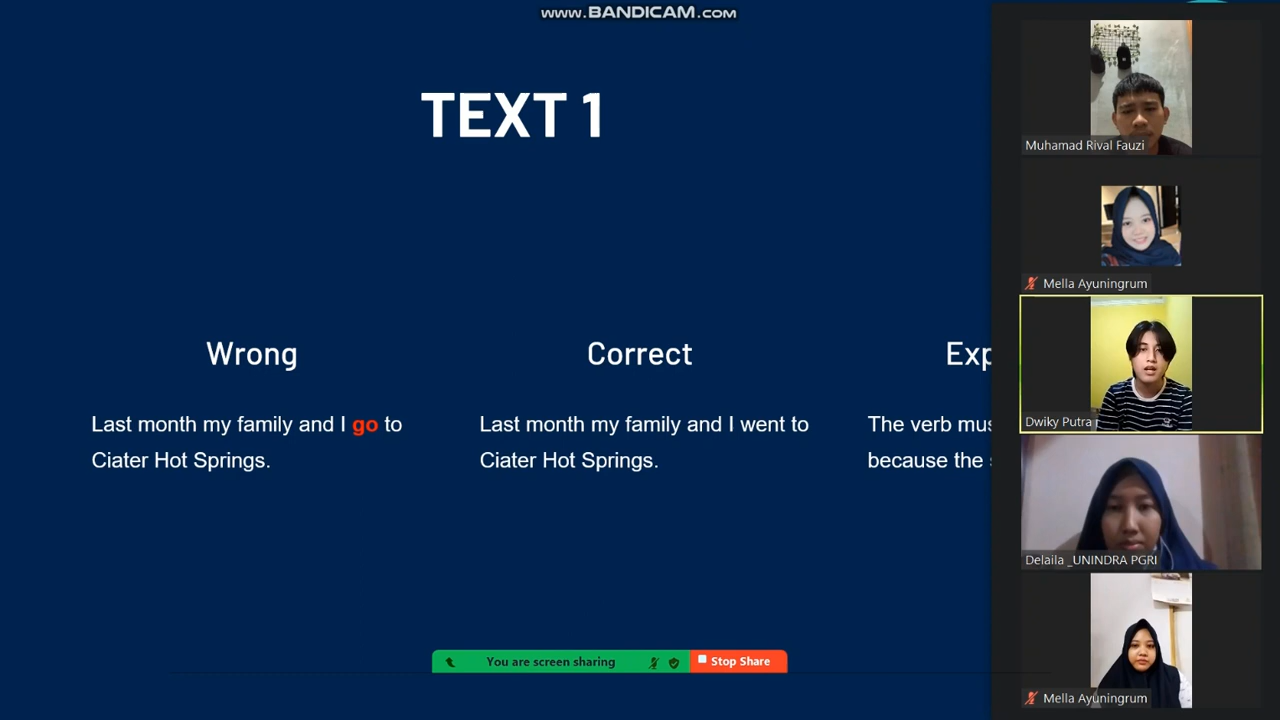 www.BANDICAM.com
TEXT 1
Wrong
Correct
Exp
Last month my family and I go to
Ciater Hot Springs.
Last month my family and I went to
Ciater Hot Springs.
The verb mus
because the
You are screen sharing
Stop Share
Muhamad Rival Fauzi
Mella Ayuningrum
Dwiky Putra
Delaila _UNINDRA PGRI
Mella Ayuningrum